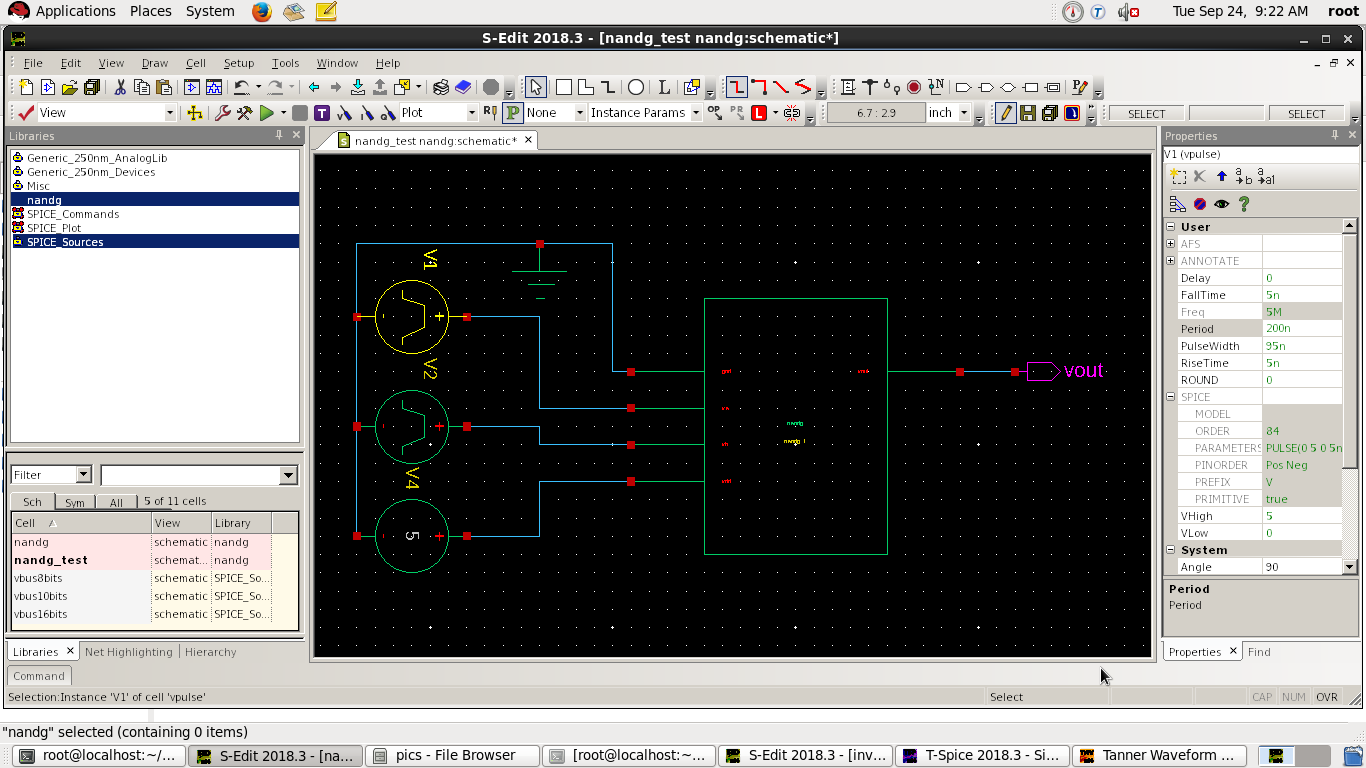 Applications Places System Tue Sep 24, 9:22 AM root
S-Edit 2018.3 - [nandg_test nandg:schematic*]
File Edit View Draw Cell Setup Tools Window Help
View Plot None Instance Params 6.7 : 2.9 inch SELECT SELECT
Libraries
Generic_250nm_AnalogLib
Generic_250nm_Devices
Misc
nandg
SPICE_Commands
SPICE_Plot
SPICE_Sources
Filter
Sch Sym All 5 of 11 cells
Cell View Library
nandg schematic nandg
nandg_test schemat... nandg
vbus8bits schematic SPICE_So...
vbus10bits schematic SPICE_So...
vbus16bits schematic SPICE_So...
Libraries Net Highlighting Hierarchy
Command
Selection:Instance 'V1' of cell 'vpulse'
nandg_test nandg:schematic*
V1
V2
V4
5
vout
nandg
Properties
V1 (vpulse)
User
AFS
ANNOTATE
Delay 0
FallTime 5n
Freq 5M
Period 200n
PulseWidth 95n
RiseTime 5n
ROUND 0
SPICE
MODEL
ORDER 84
PARAMETERS PULSE(0 5 0 5n
PINORDER Pos Neg
PREFIX V
PRIMITIVE true
VHigh 5
VLow 0
System
Angle 90
Period
Period
Properties Find
Select CAP NUM OVR
"nandg" selected (containing 0 items)
root@localhost:~/... S-Edit 2018.3 - [na... pics - File Browser [root@localhost:~... S-Edit 2018.3 - [inv... T-Spice 2018.3 - Si... Tanner Waveform ...